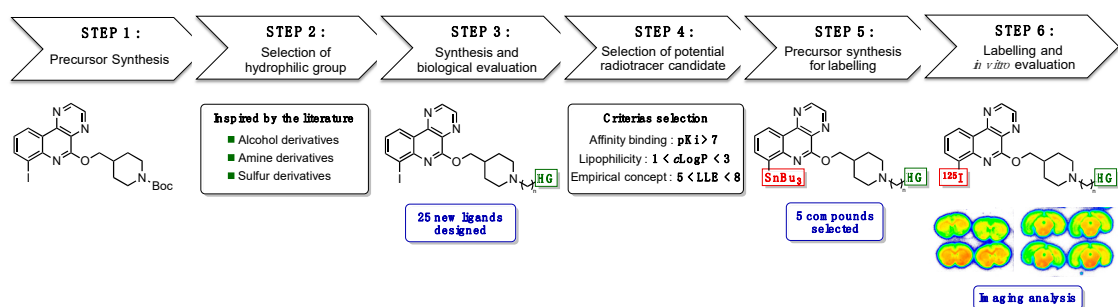 STEP 1 :
Precursor Synthesis
STEP 2 :
Selection of
hydrophilic group
STEP 3 :
Synthesis and
biological evaluation
STEP 4 :
Selection of potential
radiotracer candidate
STEP 5 :
Precursor synthesis
for labelling
STEP 6 :
Labelling and
in vitro evaluation
N
N
N
O
I
N
Boc
Inspired by the literature
Alcohol derivatives
Amine derivatives
Sulfur derivatives
N
N
N
O
I
N
n
HG
25 new ligands
designed
Criterias selection
Affinity binding : pKi > 7
Lipophilicity : 1 < cLogP < 3
Empirical concept : 5 < LLE < 8
N
N
N
O
SnBu3
N
n
HG
5 compounds
selected
N
N
N
O
125I
N
n
HG
Imaging analysis